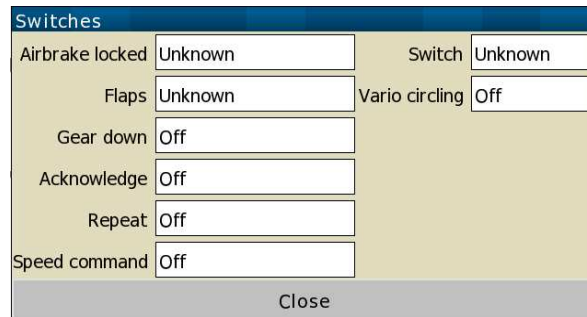 Switches
Airbrake locked Unknown Switch Unknown
Flaps Unknown Vario circling Off
Gear down Off
Acknowledge Off
Repeat Off
Speed command Off
Close